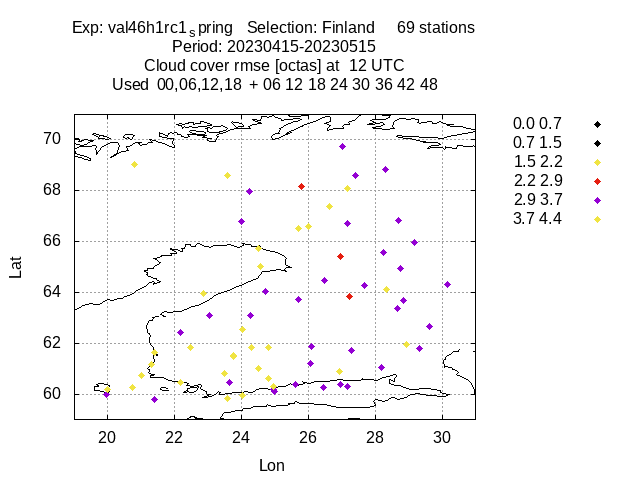 Exp: val46h1rc1spring Selection: Finland 69 stations
Period: 20230415-20230515
Cloud cover rmse [octas] at 12 UTC
Used 00,06,12,18 + 06 12 18 24 30 36 42 48
0.0 0.7
0.7 1.5
1.5 2.2
2.2 2.9
2.9 3.7
3.7 4.4
70
68
66
64
62
60
Lat
20 22 24 26 28 30
Lon